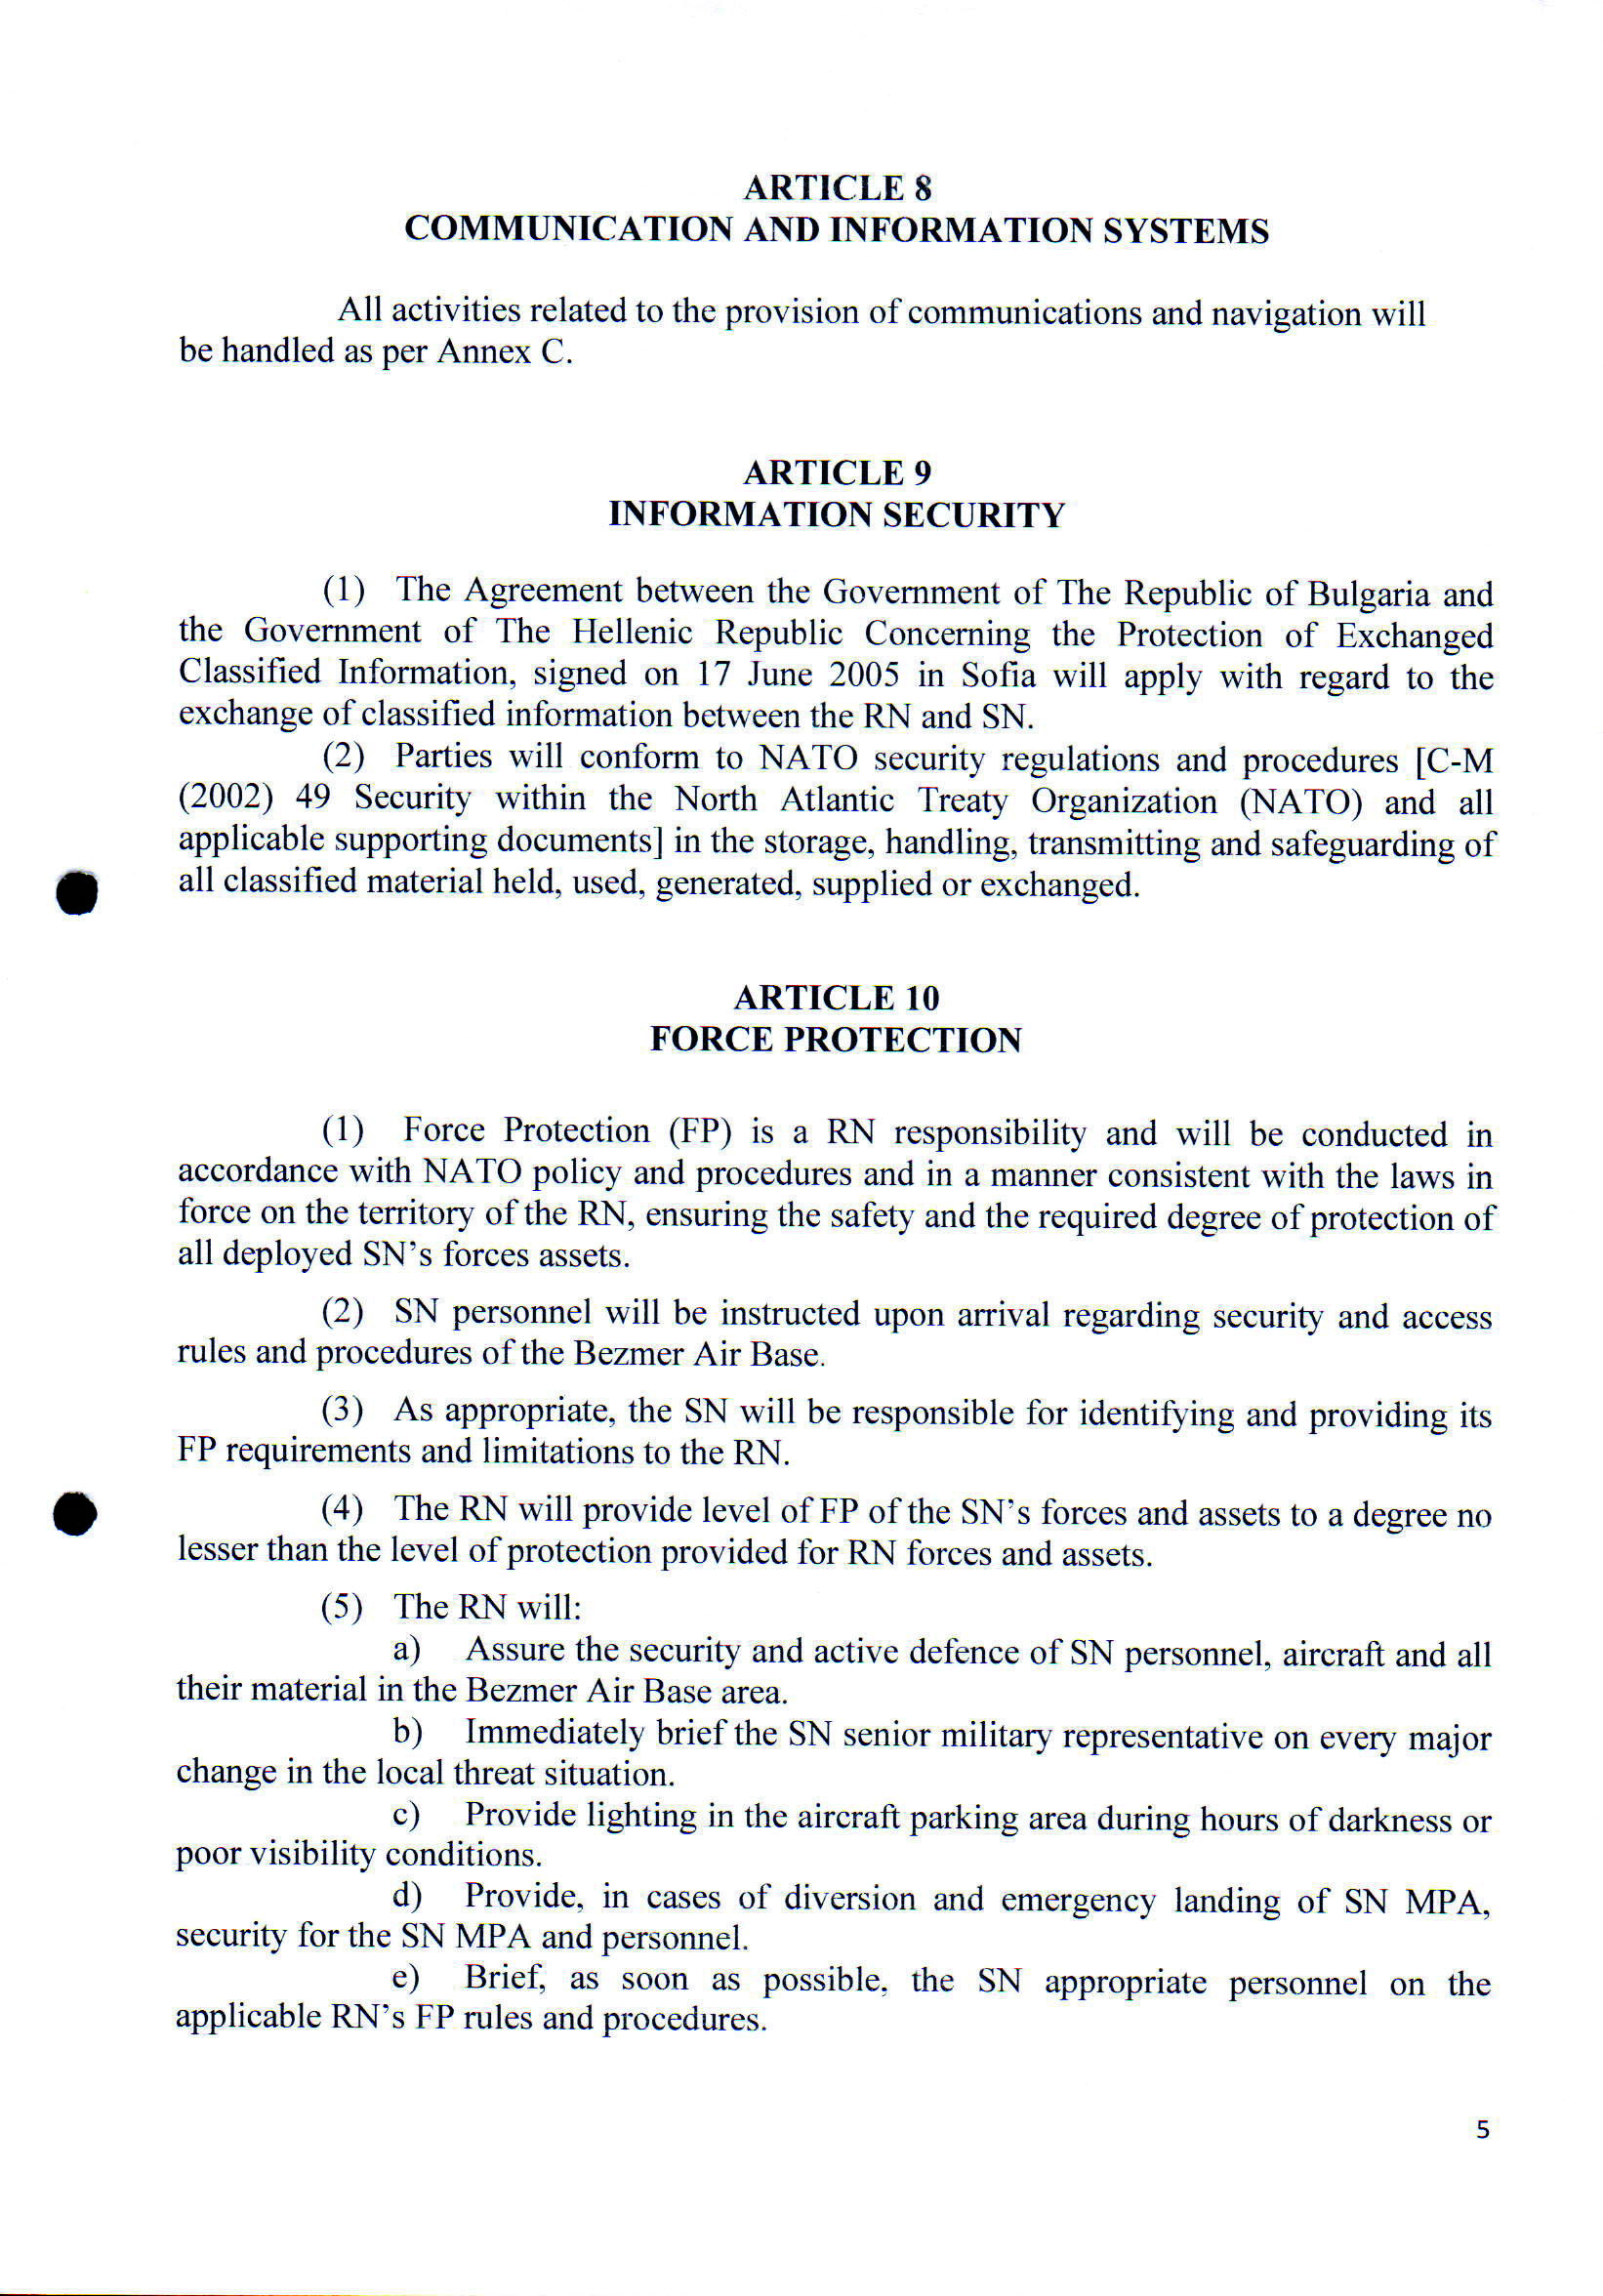 ARTICLE 8
COMMUNICATION AND INFORMATION SYSTEMS
All activities related to the provision of communications and navigation will
be handled as per Annex C.
ARTICLE 9
INFORMATION SECURITY
(1) The Agreement between the Government of The Republic of Bulgaria and
the Government of The Hellenic Republic Concerning the Protection of Exchanged
Classified Information, signed on 17 June 2005 in Sofia will apply with regard to the
exchange of classified information between the RN and SN.
(2) Parties will conform to NATO security regulations and procedures [C-M
(2002) 49 Security within the North Atlantic Treaty Organization (NATO) and all
applicable supporting documents] in the storage, handling, transmitting and safeguarding of
all classified material held, used, generated, supplied or exchanged.
ARTICLE 10
FORCE PROTECTION
(1) Force Protection (FP) is a RN responsibility and will be conducted in
accordance with NATO policy and procedures and in a manner consistent with the laws in
force on the territory of the RN, ensuring the safety and the required degree of protection of
all deployed SN's forces assets.
(2) SN personnel will be instructed upon arrival regarding security and access
rules and procedures of the Bezmer Air Base.
(3) As appropriate, the SN will be responsible for identifying and providing its
FP requirements and limitations to the RN.
(4) The RN will provide level of FP of the SN's forces and assets to a degree no
lesser than the level of protection provided for RN forces and assets.
(5) The RN will:
a) Assure the security and active defence of SN personnel, aircraft and all
their material in the Bezmer Air Base area.
b) Immediately brief the SN senior military representative on every major
change in the local threat situation.
c) Provide lighting in the aircraft parking area during hours of darkness or
poor visibility conditions.
d) Provide, in cases of diversion and emergency landing of SN MPA,
security for the SN MPA and personnel.
e) Brief, as soon as possible, the SN appropriate personnel on the
applicable RN's FP rules and procedures.
5